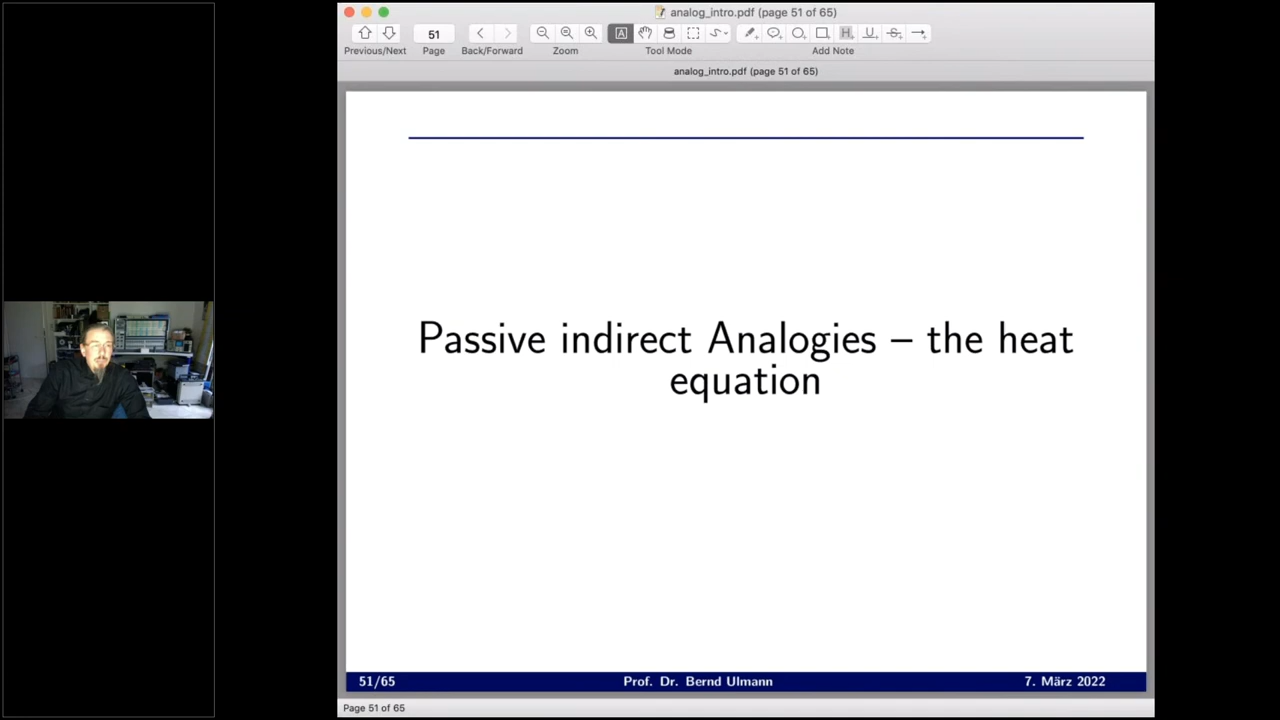 analog_intro.pdf (page 51 of 65)
51
Previous/Next
Page
Back/Forward
Zoom
Tool Mode
Add Note
analog_intro.pdf (page 51 of 65)
Passive indirect Analogies – the heat
equation
51/65
Prof. Dr. Bernd Ulmann
7. März 2022
Page 51 of 65